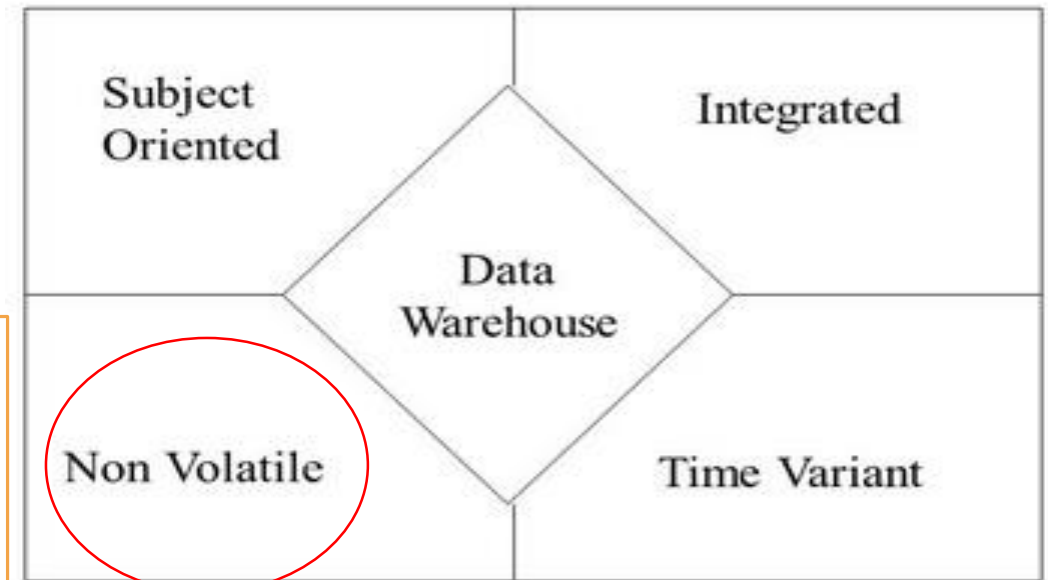 Subject
Oriented
Integrated
Data
Warehouse
Non Volatile
Time Variant